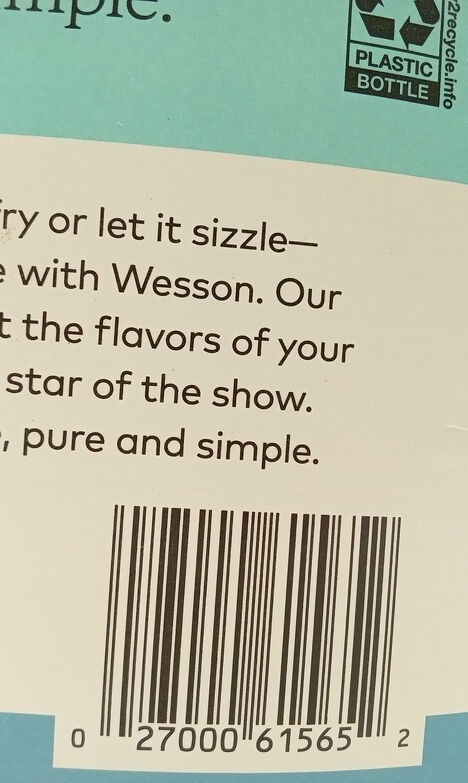 mple.
PLASTIC
BOTTLE
2recycle.info
fry or let it sizzle—
e with Wesson. Our
t the flavors of your
star of the show.
, pure and simple.
0 27000 61565 2